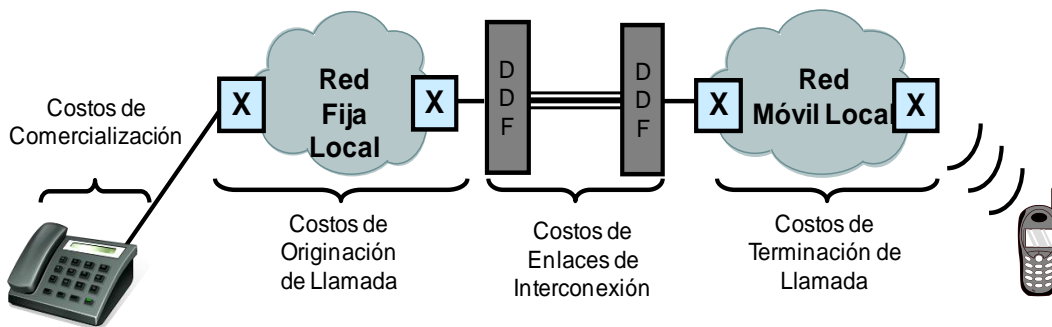 Costos de
Comercialización
X
Red
Fija
Local
X
D
D
F
D
D
F
X
Red
Móvil Local
X
Costos de
Originación
de Llamada
Costos de
Enlaces de
Interconexión
Costos de
Terminación de
Llamada